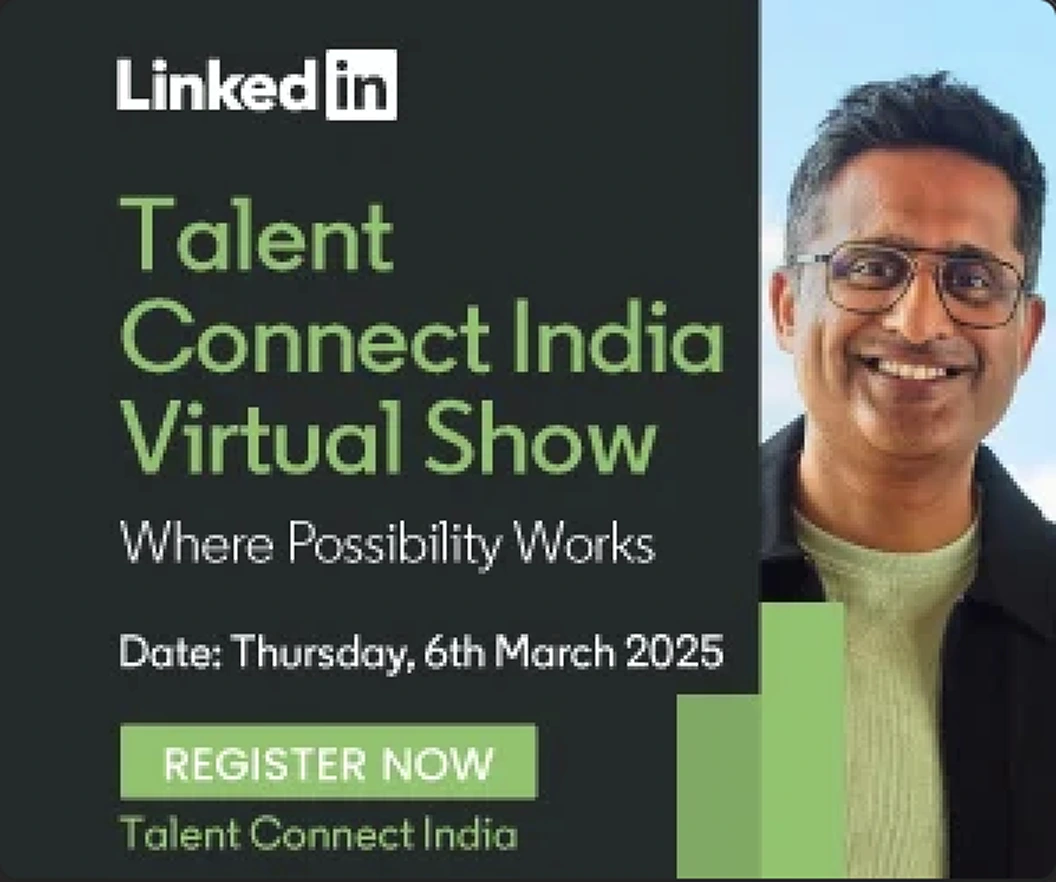 Linkedin
Talent
Connect India
Virtual Show
Where Possibility Works
Date: Thursday, 6th March 2025
REGISTER NOW
Talent Connect India